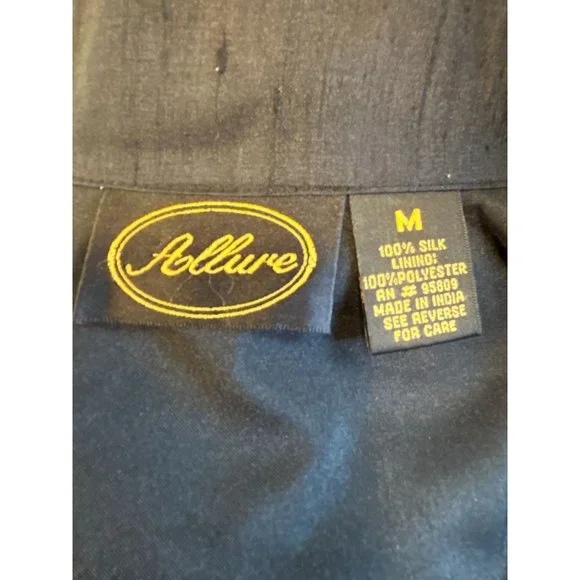 Allure
M
100% SILK
LINING:
100%POLYESTER
RN # 95809
MADE IN INDIA
SEE REVERSE
FOR CARE